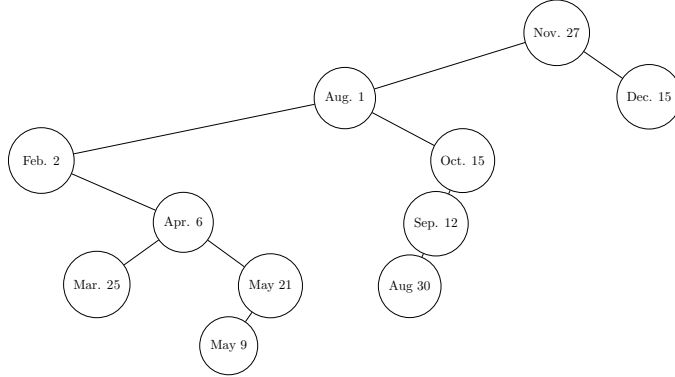 Nov. 27
Aug. 1
Dec. 15
Feb. 2
Oct. 15
Apr. 6
Sep. 12
Mar. 25
May 21
Aug 30
May 9